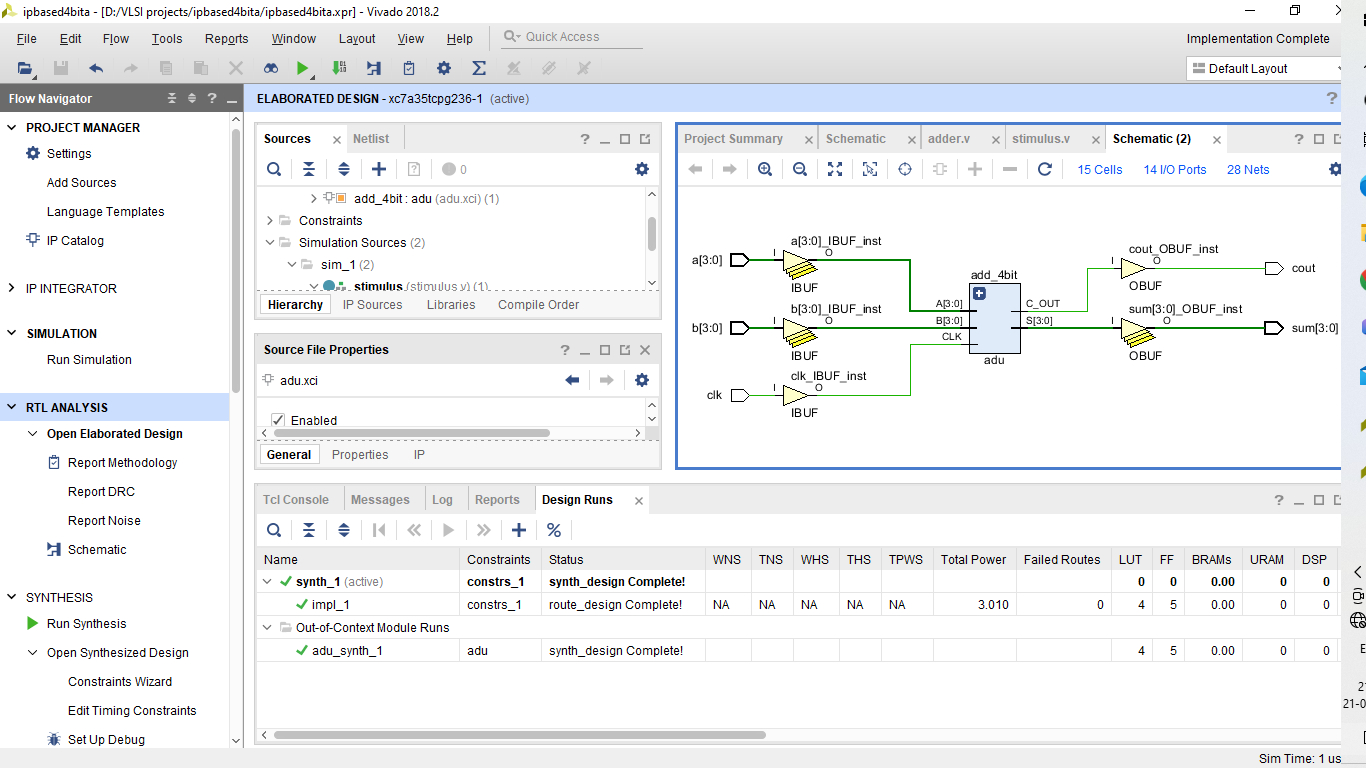 ipbased4bita - [D:/VLSI projects/ipbased4bita/ipbased4bita.xpr] - Vivado 2018.2
File Edit Flow Tools Reports Window Layout View Help Quick Access
Implementation Complete
Default Layout
Flow Navigator
PROJECT MANAGER
Settings
Add Sources
Language Templates
IP Catalog
IP INTEGRATOR
SIMULATION
Run Simulation
RTL ANALYSIS
Open Elaborated Design
Report Methodology
Report DRC
Report Noise
Schematic
SYNTHESIS
Run Synthesis
Open Synthesized Design
Constraints Wizard
Edit Timing Constraints
Set Up Debug
ELABORATED DESIGN - xc7a35tcpg236-1 (active)
Sources Netlist
0
add_4bit : adu (adu.xci) (1)
Constraints
Simulation Sources (2)
sim_1 (2)
stimulus (stimulus.v) (1)
Hierarchy IP Sources Libraries Compile Order
Source File Properties
adu.xci
Enabled
General Properties IP
Project Summary Schematic adder.v stimulus.v Schematic (2)
15 Cells 14 I/O Ports 28 Nets
a[3:0] I a[3:0]_IBUF_inst O IBUF
b[3:0] I b[3:0]_IBUF_inst O IBUF
clk I clk_IBUF_inst O IBUF
add_4bit
A[3:0] C_OUT
B[3:0] S[3:0]
CLK
adu
I cout_OBUF_inst O OBUF cout
I sum[3:0]_OBUF_inst O OBUF sum[3:0]
Tcl Console Messages Log Reports Design Runs
Name Constraints Status WNS TNS WHS THS TPWS Total Power Failed Routes LUT FF BRAMs URAM DSP
synth_1 (active) constrs_1 synth_design Complete! 0 0 0.00 0 0
impl_1 constrs_1 route_design Complete! NA NA NA NA NA 3.010 0 4 5 0.00 0 0
Out-of-Context Module Runs
adu_synth_1 adu synth_design Complete! 4 5 0.00 0 0
Sim Time: 1 us